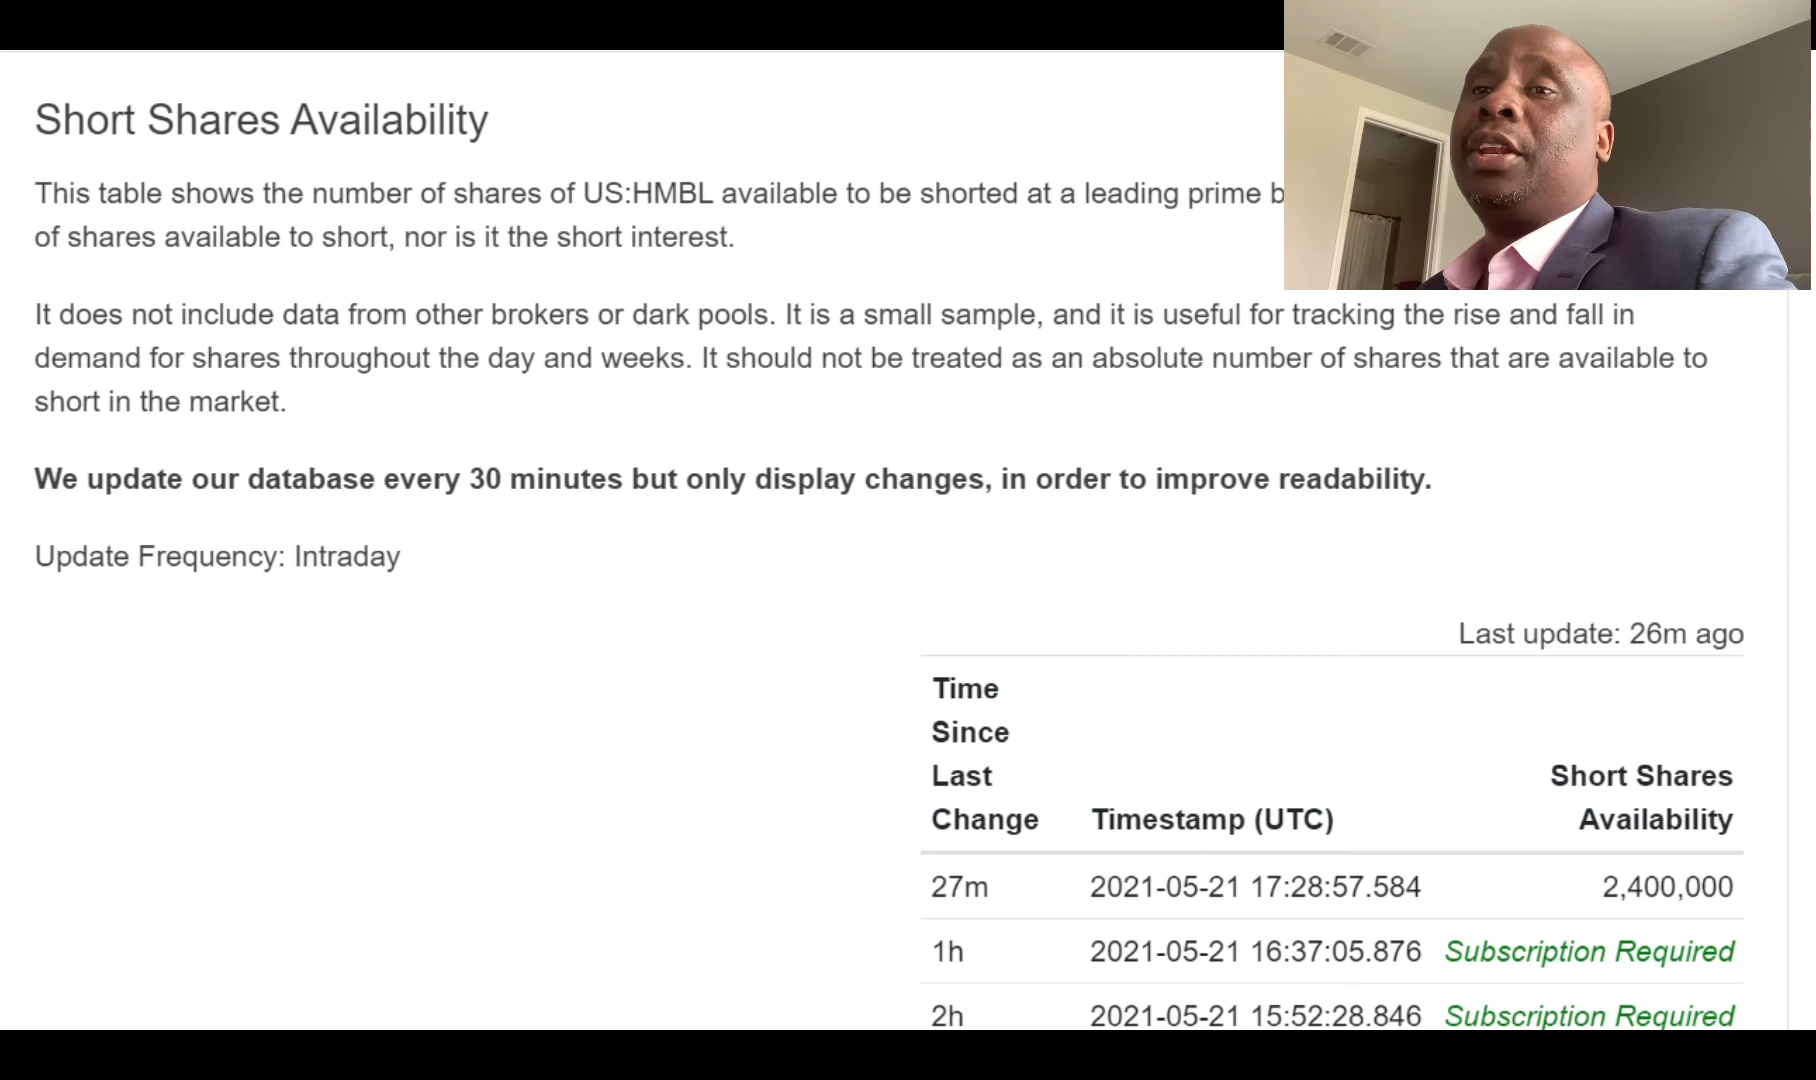 Short Shares Availability
This table shows the number of shares of US:HMBL available to be shorted at a leading prime
of shares available to short, nor is it the short interest.
It does not include data from other brokers or dark pools. It is a small sample, and it is useful for tracking the rise and fall in
demand for shares throughout the day and weeks. It should not be treated as an absolute number of shares that are available to
short in the market.
We update our database every 30 minutes but only display changes, in order to improve readability.
Update Frequency: Intraday
Last update: 26m ago
Time
Since
Last
Change
Timestamp (UTC)
Short Shares
Availability
27m 2021-05-21 17:28:57.584 2,400,000
1h 2021-05-21 16:37:05.876 Subscription Required
2h 2021-05-21 15:52:28.846 Subscription Required